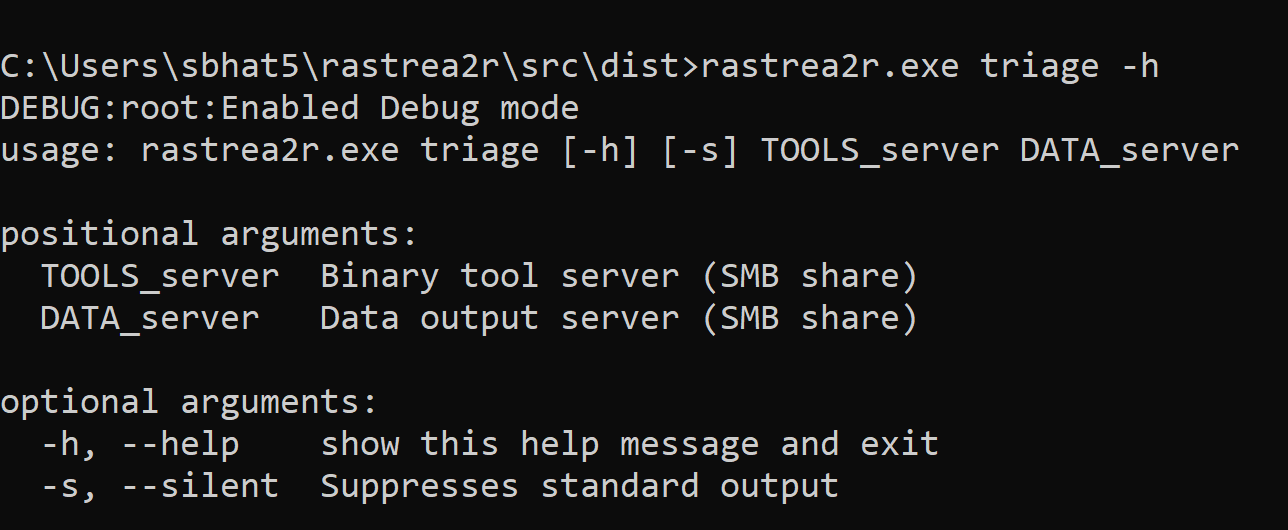 C:\Users\sbhat5\rastrea2r\src\dist>rastrea2r.exe triage -h
DEBUG:root:Enabled Debug mode
usage: rastrea2r.exe triage [-h] [-s] TOOLS_server DATA_server
positional arguments:
TOOLS_server  Binary tool server (SMB share)
DATA_server   Data output server (SMB share)
optional arguments:
-h, --help    show this help message and exit
-s, --silent  Suppresses standard output